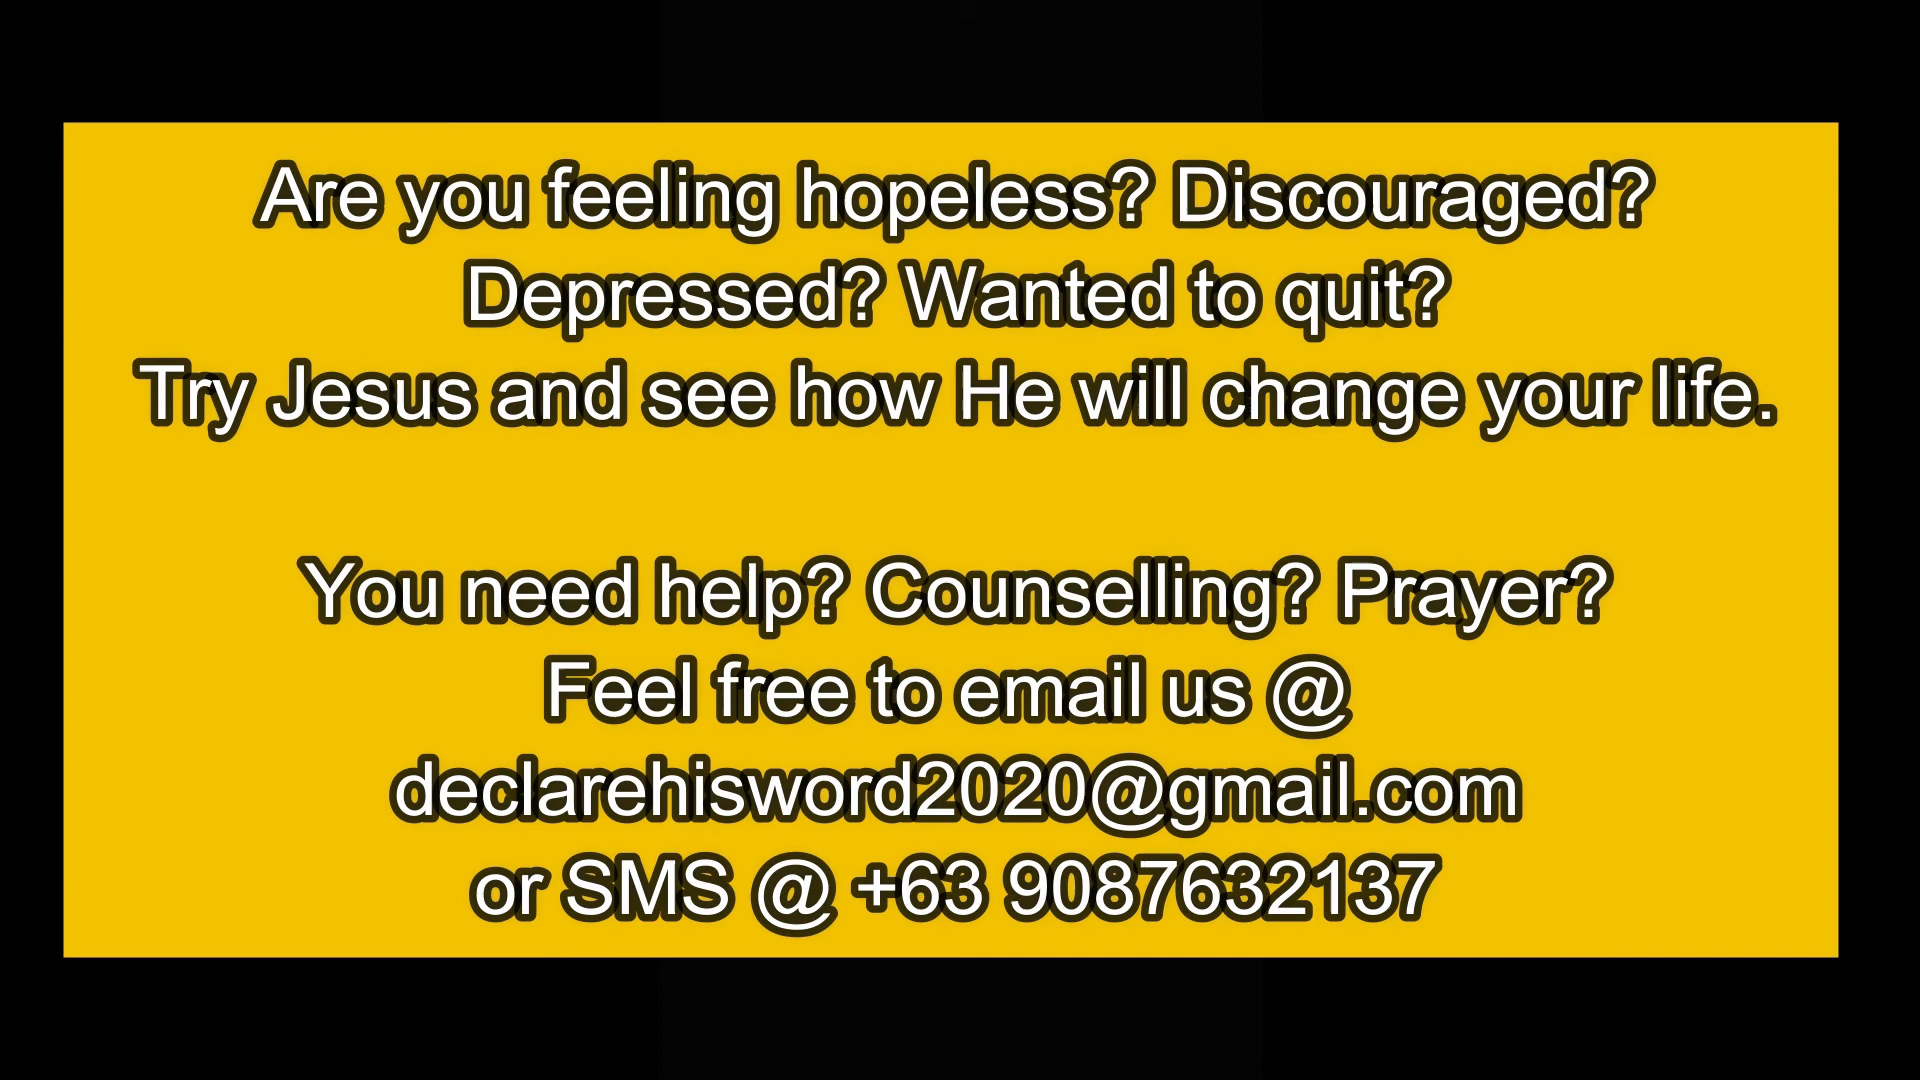 Are you feeling hopeless? Discouraged?
Depressed? Wanted to quit?
Try Jesus and see how He will change your life.
You need help? Counselling? Prayer?
Feel free to email us @
declarehisword2020@gmail.com
or SMS @ +63 9087632137